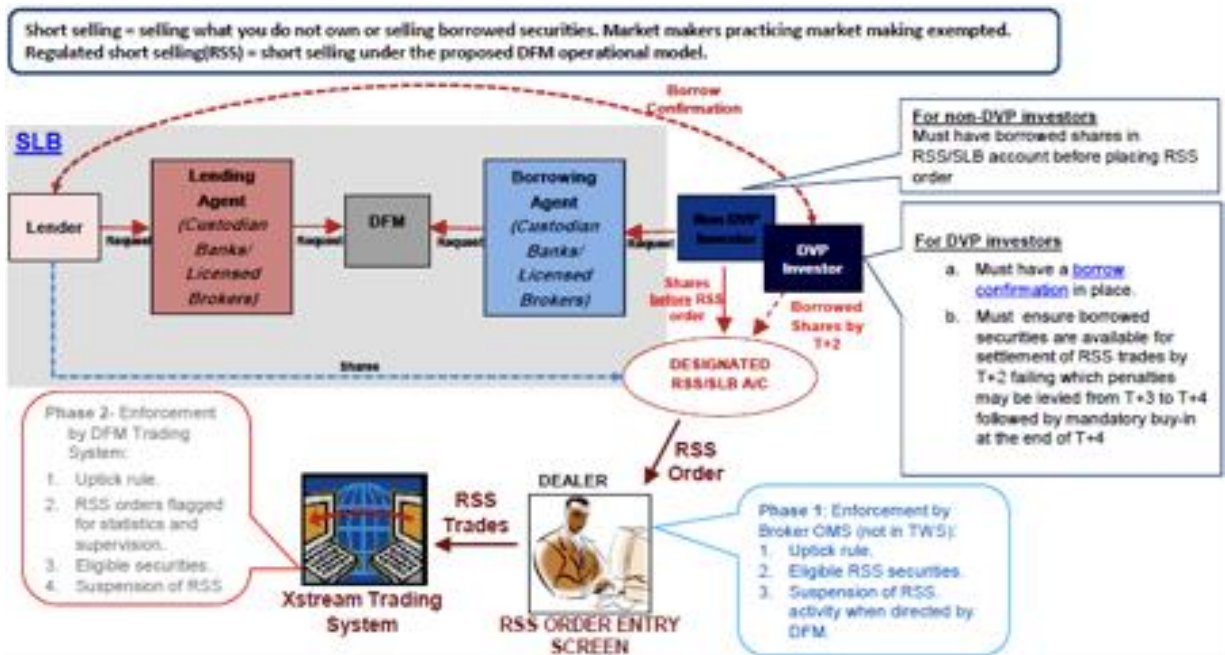 Short selling = selling what you do not own or selling borrowed securities. Market makers practicing market making exempted.
Regulated short selling(RSS) = short selling under the proposed DFM operational model.
Borrow
Confirmation
SLB
Lender
Request
Lending
Agent
(Custodian
Banks/
Licensed
Brokers)
Request
DFM
Request
Borrowing
Agent
(Custodian
Banks/
Licensed
Brokers)
Request
Non DVP
Investor
DVP
Investor
For non-DVP investors
Must have borrowed shares in
RSS/SLB account before placing RSS
order
For DVP investors
a. Must have a borrow
confirmation in place.
b. Must ensure borrowed
securities are available for
settlement of RSS trades by
T+2 failing which penalties
may be levied from T+3 to T+4
followed by mandatory buy-in
at the end of T+4
Shares
before RSS
order
Borrowed
Shares by
T+2
Shares
DESIGNATED
RSS/SLB A/C
RSS
Order
Phase 2- Enforcement
by DFM Trading
System:
1. Uptick rule.
2. RSS orders flagged
for statistics and
supervision.
3. Eligible securities.
4. Suspension of RSS
Xstream Trading
System
RSS
Trades
DEALER
RSS ORDER ENTRY
SCREEN
Phase 1: Enforcement by
Broker OMS (not in TWS):
1. Uptick rule.
2. Eligible RSS securities.
3. Suspension of RSS.
activity when directed by
DFM.